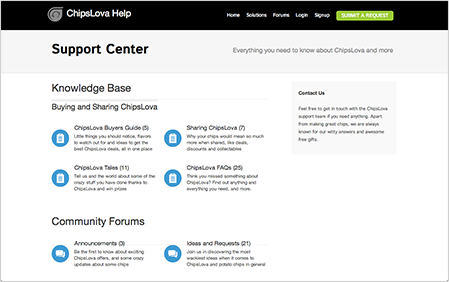 ChipsLova Help
Home Solutions Forums Login Signup SUBMIT A REQUEST
Support Center
Everything you need to know about ChipsLova and more
Knowledge Base
Buying and Sharing ChipsLova
ChipsLova Buyers Guide (5)
Little things you should notice, flavors
to watch out for and ideas to get the
best ChipsLova deals, all in one place
Sharing ChipsLova (7)
Why your chips would mean so much
more when shared, like deals,
discounts and collectables
ChipsLova Tales (11)
Tell us and the world about some of the
crazy stuff you have done thanks to
ChipsLova and win prizes
ChipsLova FAQs (25)
Think you missed something about
ChipsLova? Find out anything and
everything you need, and more.
Contact Us
Feel free to get in touch with the ChipsLova
support team if you need anything. Apart
from making great chips, we are always
known for our witty answers and awesome
free gifts.
Community Forums
Announcements (3)
Be the first to know about exciting
ChipsLova offers, and some crazy
updates about some chips
Ideas and Requests (21)
Join us in discovering the most
wackiest ideas when it comes to
ChipsLova and potato chips in general